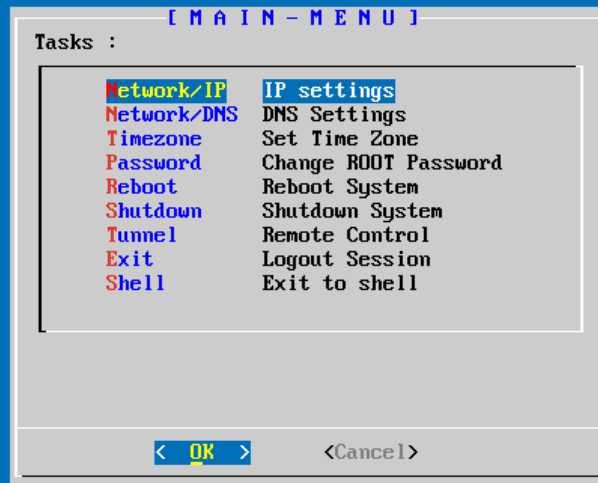 [ M A I N - M E N U ]
Tasks :
Network/IP IP settings
Network/DNS DNS Settings
Timezone Set Time Zone
Password Change ROOT Password
Reboot Reboot System
Shutdown Shutdown System
Tunnel Remote Control
Exit Logout Session
Shell Exit to shell
< OK > <Cancel>